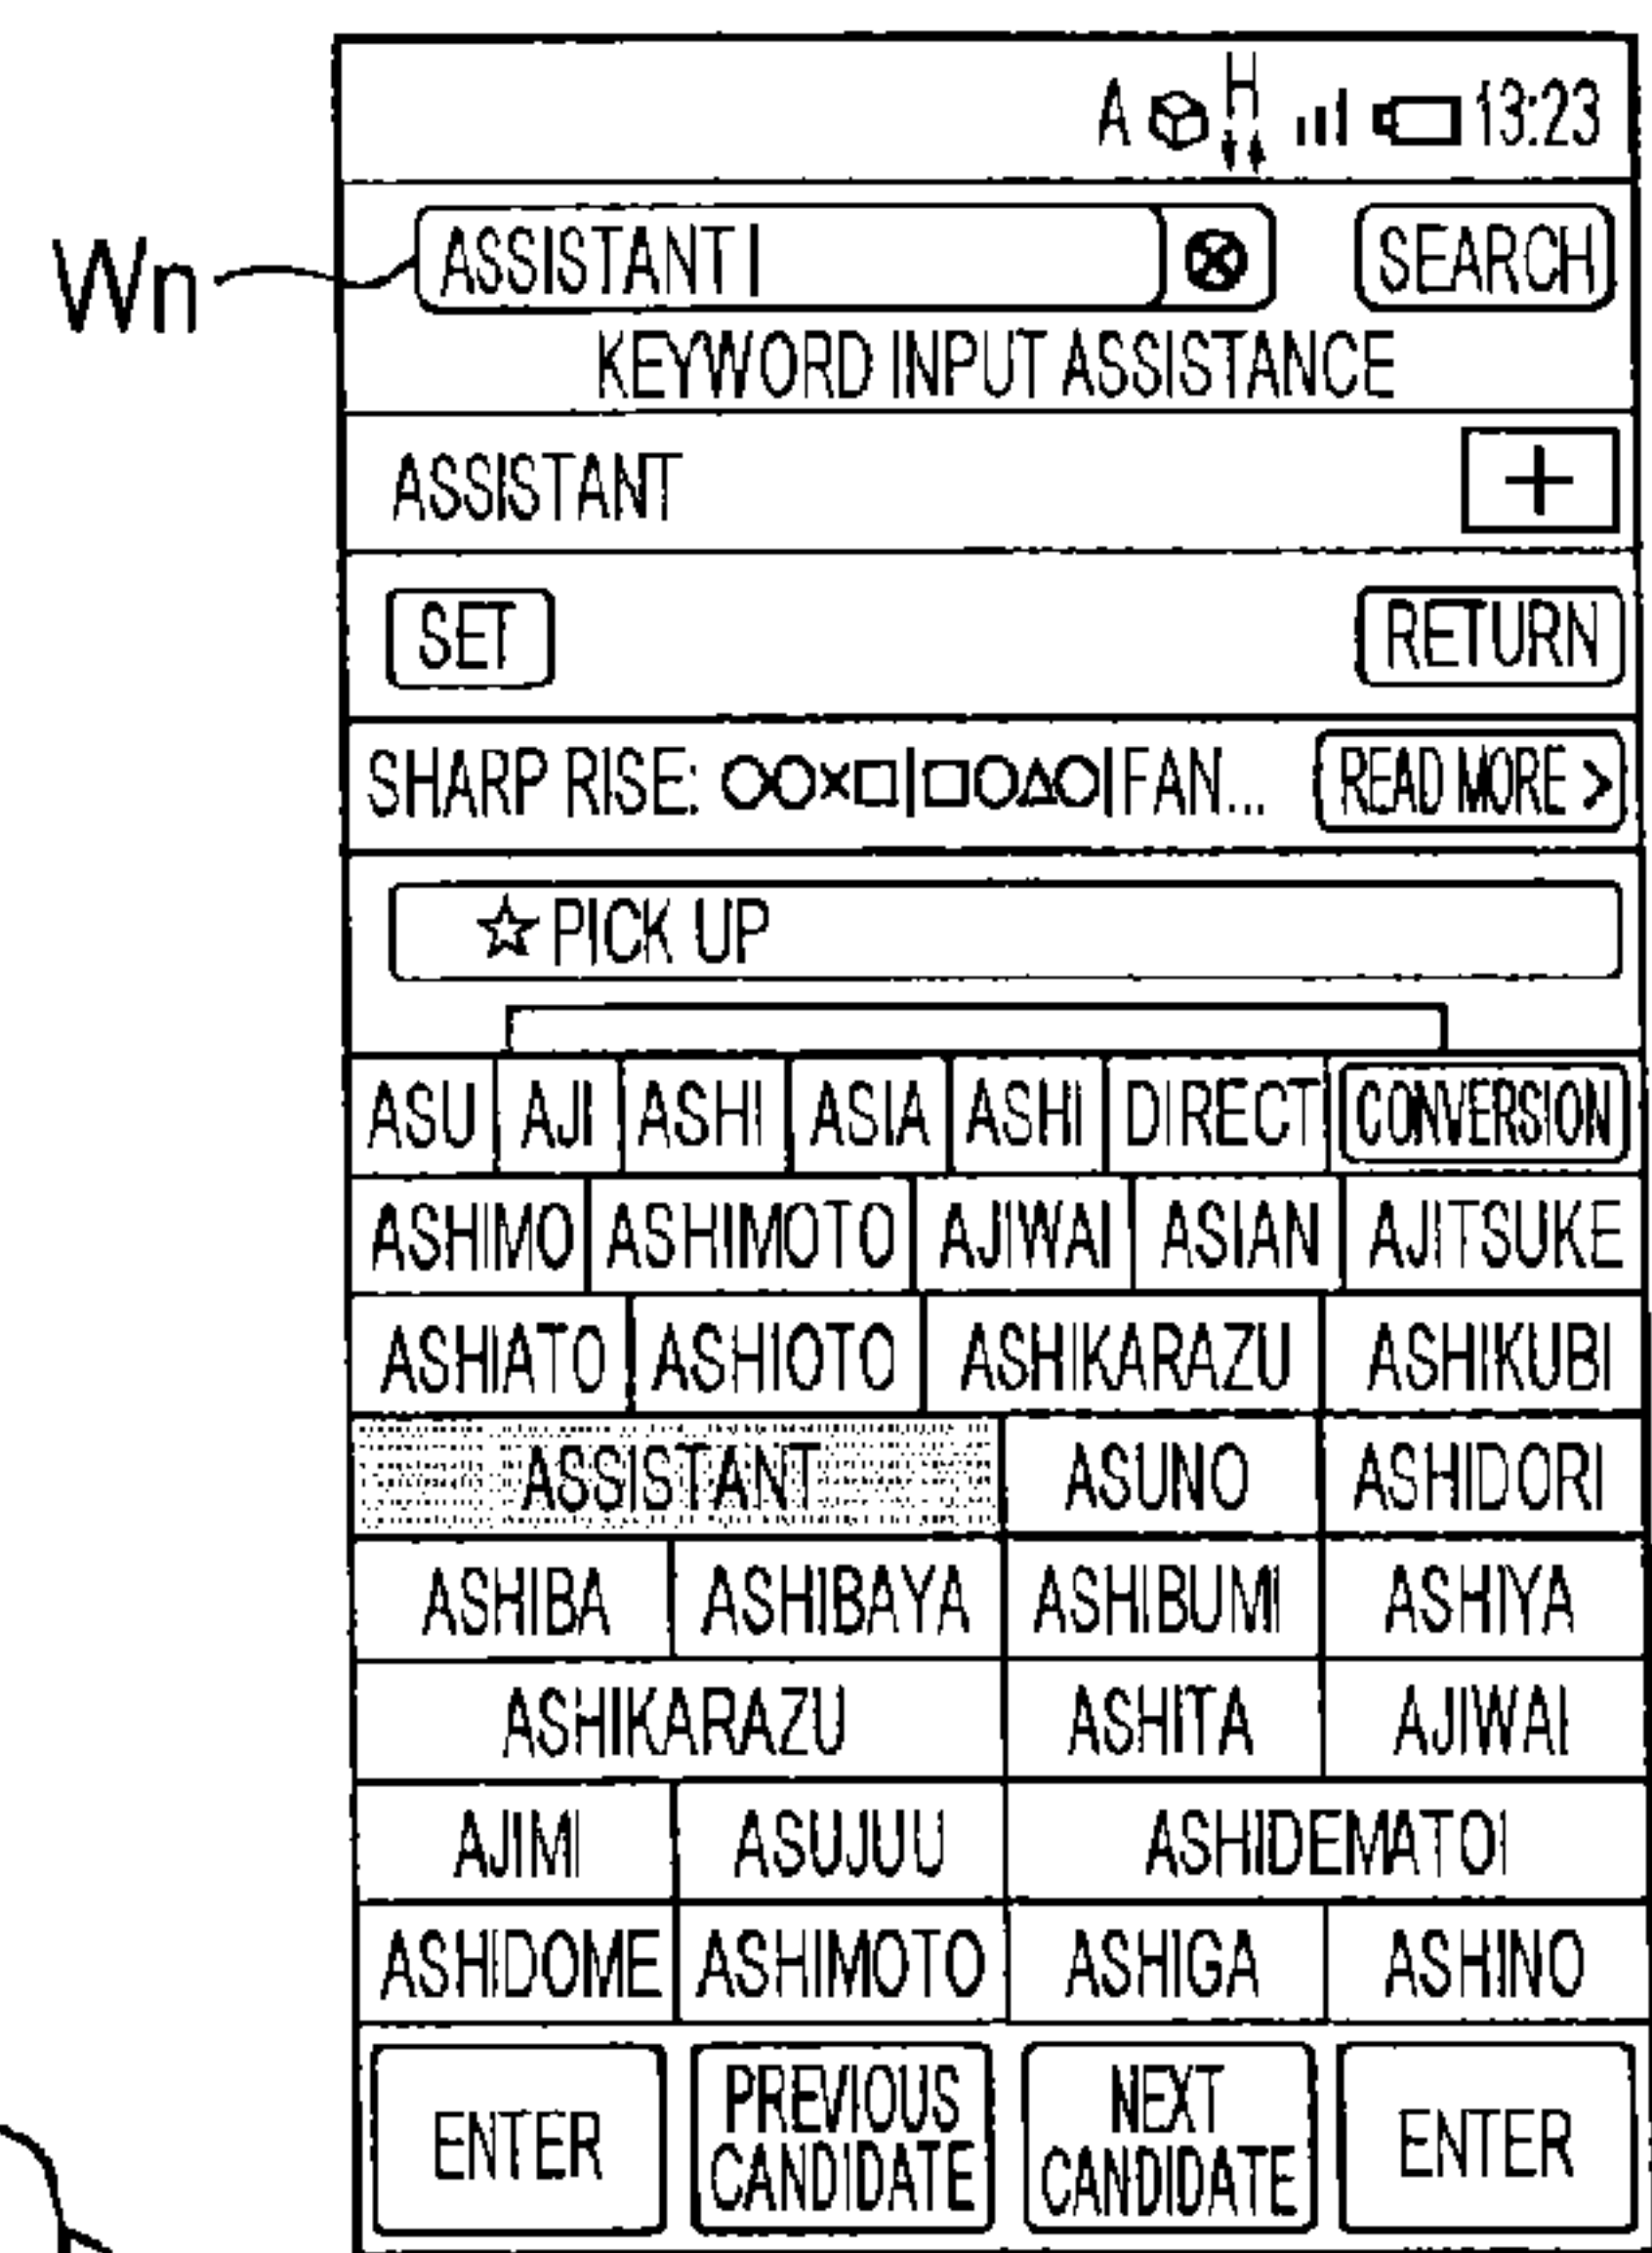 A H 13:23
Wn
ASSISTANT SEARCH
KEYWORD INPUT ASSISTANCE
ASSISTANT +
SET RETURN
SHARP RISE: ○○×□|□○△○|FAN... READ MORE >
☆PICK UP
ASU AJI ASHI ASIA ASHI DIRECT CONVERSION
ASHIMO ASHIMOTO AJIWAI ASIAN AJITSUKE
ASHIATO ASHIOTO ASHIKARAZU ASHIKUBI
ASSISTANT ASUNO ASHIDORI
ASHIBA ASHIBAYA ASHIBUMI ASHIYA
ASHIKARAZU ASHITA AJIWAI
AJIMI ASUJUU ASHIDEMATOI
ASHIDOME ASHIMOTO ASHIGA ASHINO
ENTER PREVIOUS CANDIDATE NEXT CANDIDATE ENTER